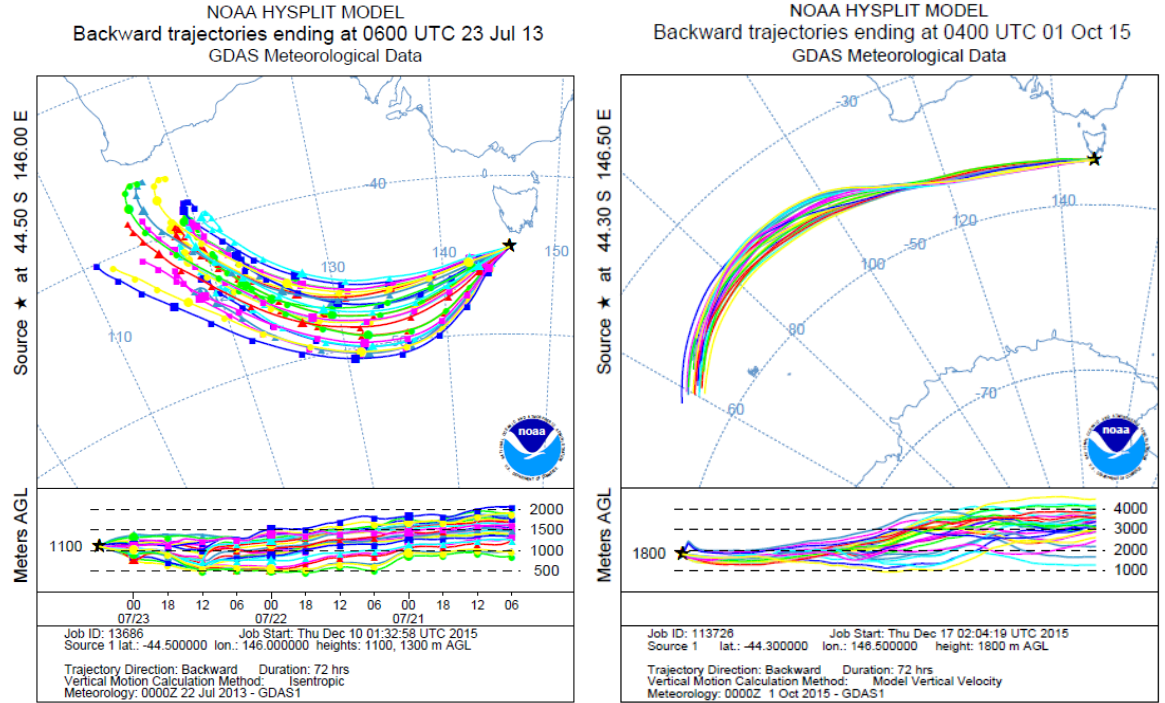 NOAA HYSPLIT MODEL
Backward trajectories ending at 0600 UTC 23 Jul 13
GDAS Meteorological Data
Source ★ at 44.50 S 146.00 E
-40
150
140
130
110
noaa
Meters AGL
1100
2000
1500
1000
500
00 18 12 06 00 18 12 06 00 18 12 06
07/23 07/22 07/21
Job ID: 13686 Job Start: Thu Dec 10 01:32:58 UTC 2015
Source 1 lat.: -44.500000 lon.: 146.000000 heights: 1100, 1300 m AGL
Trajectory Direction: Backward Duration: 72 hrs
Vertical Motion Calculation Method: Isentropic
Meteorology: 0000Z 22 Jul 2013 - GDAS1
NOAA HYSPLIT MODEL
Backward trajectories ending at 0400 UTC 01 Oct 15
GDAS Meteorological Data
Source ★ at 44.30 S 146.50 E
-30
140
120
-50
100
80
-70
60
noaa
Meters AGL
1800
4000
3000
2000
1000
Job ID: 113726 Job Start: Thu Dec 17 02:04:19 UTC 2015
Source 1 lat.: -44.300000 lon.: 146.500000 height: 1800 m AGL
Trajectory Direction: Backward Duration: 72 hrs
Vertical Motion Calculation Method: Model Vertical Velocity
Meteorology: 0000Z 1 Oct 2015 - GDAS1